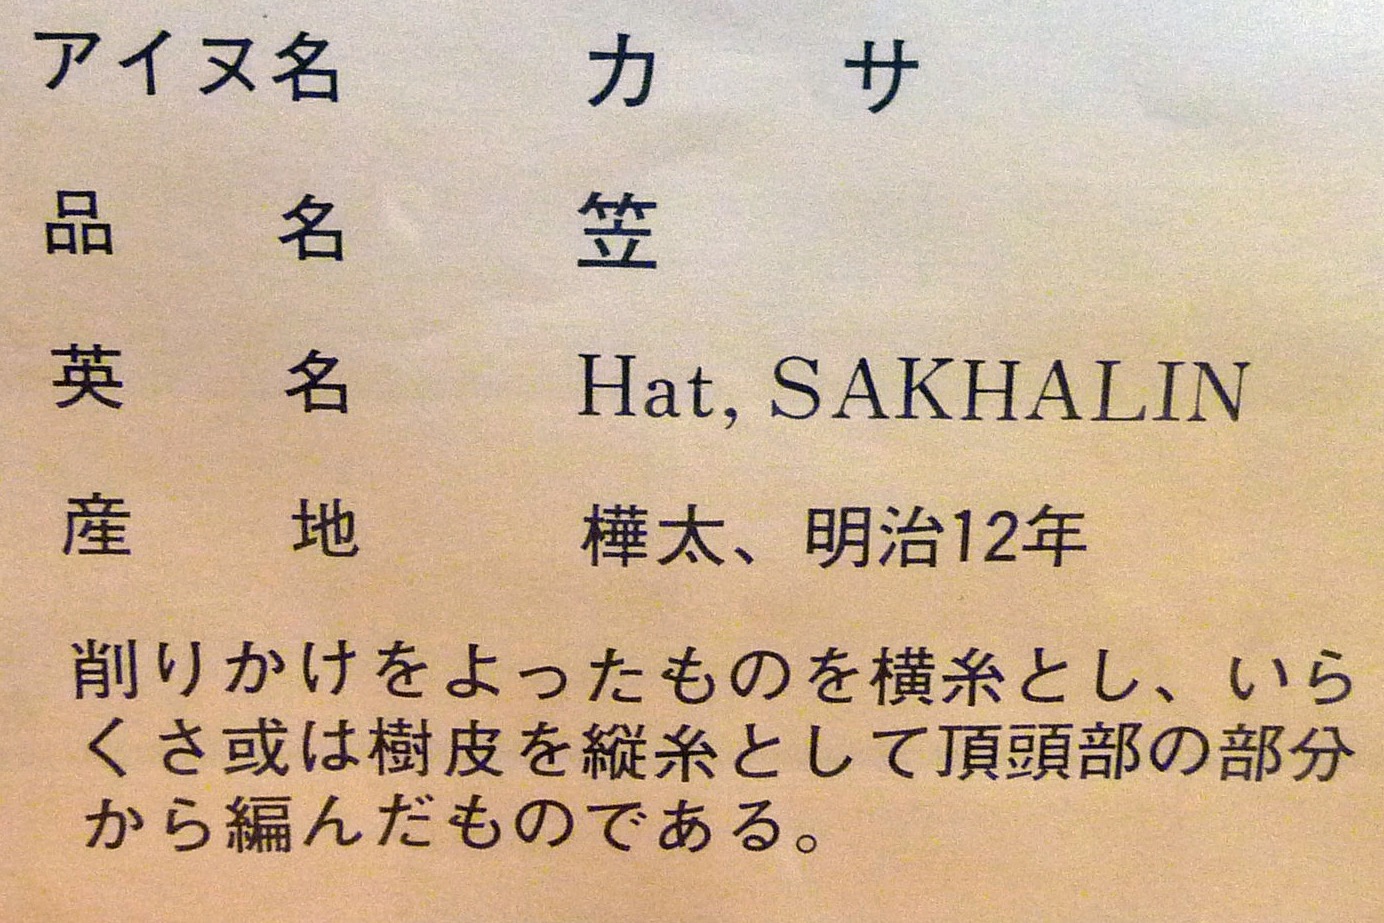 アイヌ名 カサ
品名 笠
英名 Hat, SAKHALIN
産地 樺太、明治12年
削りかけをよったものを横糸とし、いら
くさ或は樹皮を縦糸として頂頭部の部分
から編んだものである。